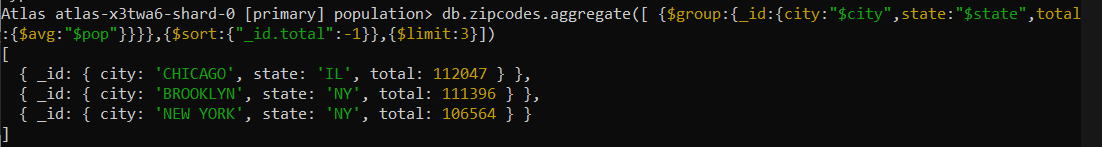 Atlas atlas-x3twa6-shard-0 [primary] population> db.zipcodes.aggregate([ {$group:{_id:{city:"$city",state:"$state",total
:{$avg:"$pop"}}}},{$sort:{"_id.total":-1}},{$limit:3}])
[
  { _id: { city: 'CHICAGO', state: 'IL', total: 112047 } },
  { _id: { city: 'BROOKLYN', state: 'NY', total: 111396 } },
  { _id: { city: 'NEW YORK', state: 'NY', total: 106564 } }
]